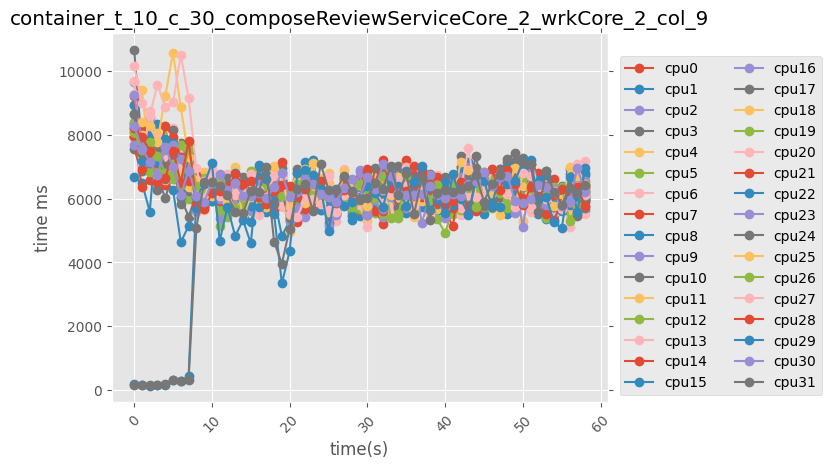 container_t_10_c_30_composeReviewServiceCore_2_wrkCore_2_col_9
time ms
10000
8000
6000
4000
2000
0
0
10
20
30
40
50
60
time(s)
cpu0
cpu1
cpu2
cpu3
cpu4
cpu5
cpu6
cpu7
cpu8
cpu9
cpu10
cpu11
cpu12
cpu13
cpu14
cpu15
cpu16
cpu17
cpu18
cpu19
cpu20
cpu21
cpu22
cpu23
cpu24
cpu25
cpu26
cpu27
cpu28
cpu29
cpu30
cpu31